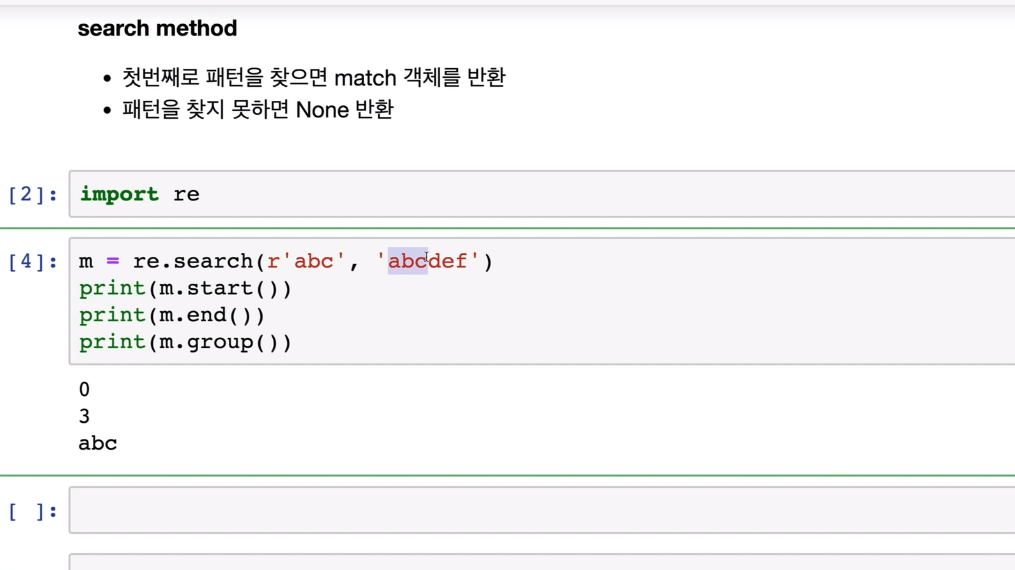 search method
• 첫번째로 패턴을 찾으면 match 객체를 반환
• 패턴을 찾지 못하면 None 반환
[2]: import re
[4]: m = re.search(r'abc', 'abcdef')
print(m.start())
print(m.end())
print(m.group())
0
3
abc
[ ]: